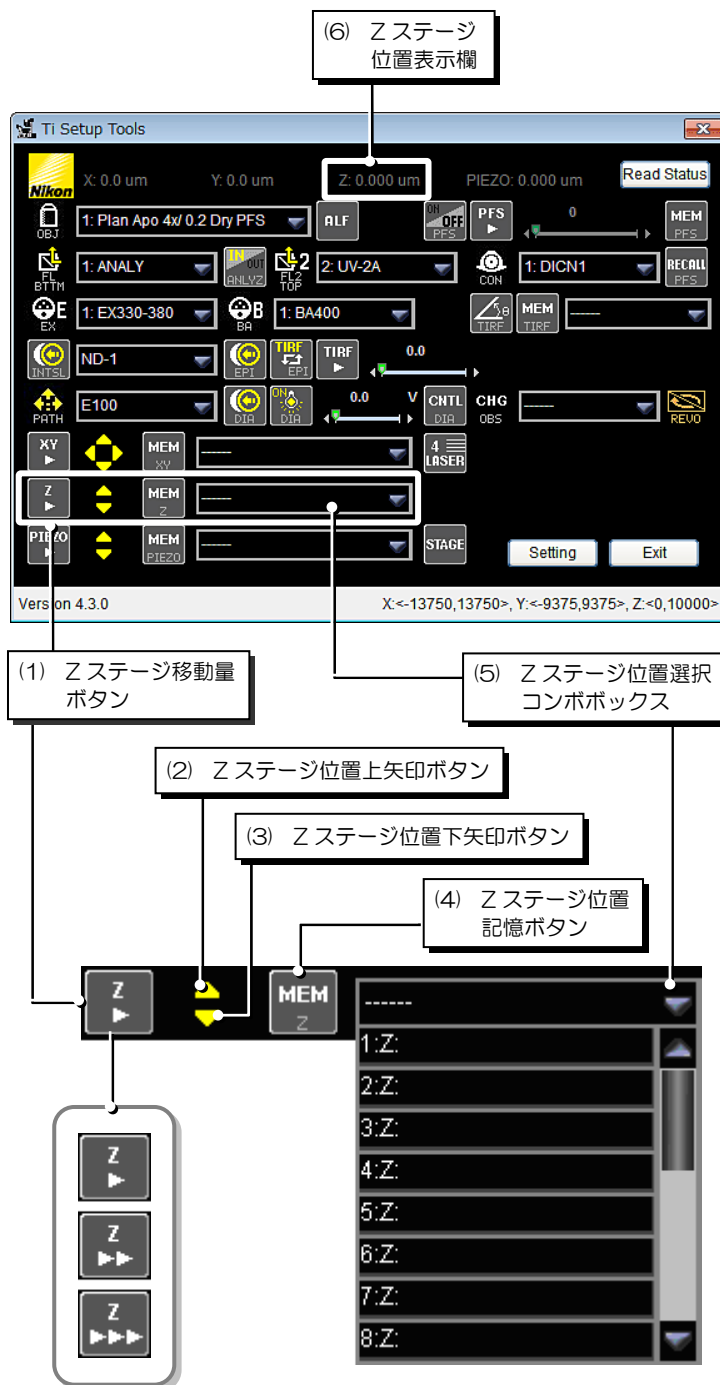 (6) Z ステージ
位置表示欄
Ti Setup Tools
Nikon
X: 0.0 um Y: 0.0 um Z: 0.000 um PIEZO: 0.000 um Read Status
OBJ 1: Plan Apo 4x/ 0.2 Dry PFS ALF ON OFF PFS PFS 0 MEM PFS
FL BTTM 1: ANALY IN OUT ANLYZ 2 FL2 TOP 2: UV-2A CON 1: DICN1 RECALL PFS
E EX 1: EX330-380 B BA 1: BA400 θ TIRF MEM TIRF ------
INTSL ND-1 EPI TIRF EPI TIRF 0.0
PATH E100 DIA ON DIA 0.0 V CNTL DIA CHG OBS ------ REVO
XY MEM XY ------ 4 LASER
Z MEM Z ------
PIEZO MEM PIEZO ------ STAGE Setting Exit
Version 4.3.0 X:<-13750,13750>, Y:<-9375,9375>, Z:<0,10000>
(1) Z ステージ移動量
ボタン
(5) Z ステージ位置選択
コンボボックス
(2) Z ステージ位置上矢印ボタン
(3) Z ステージ位置下矢印ボタン
(4) Z ステージ位置
記憶ボタン
Z MEM Z ------
1:Z:
2:Z:
3:Z:
4:Z:
5:Z:
6:Z:
7:Z:
8:Z:
Z
Z
Z